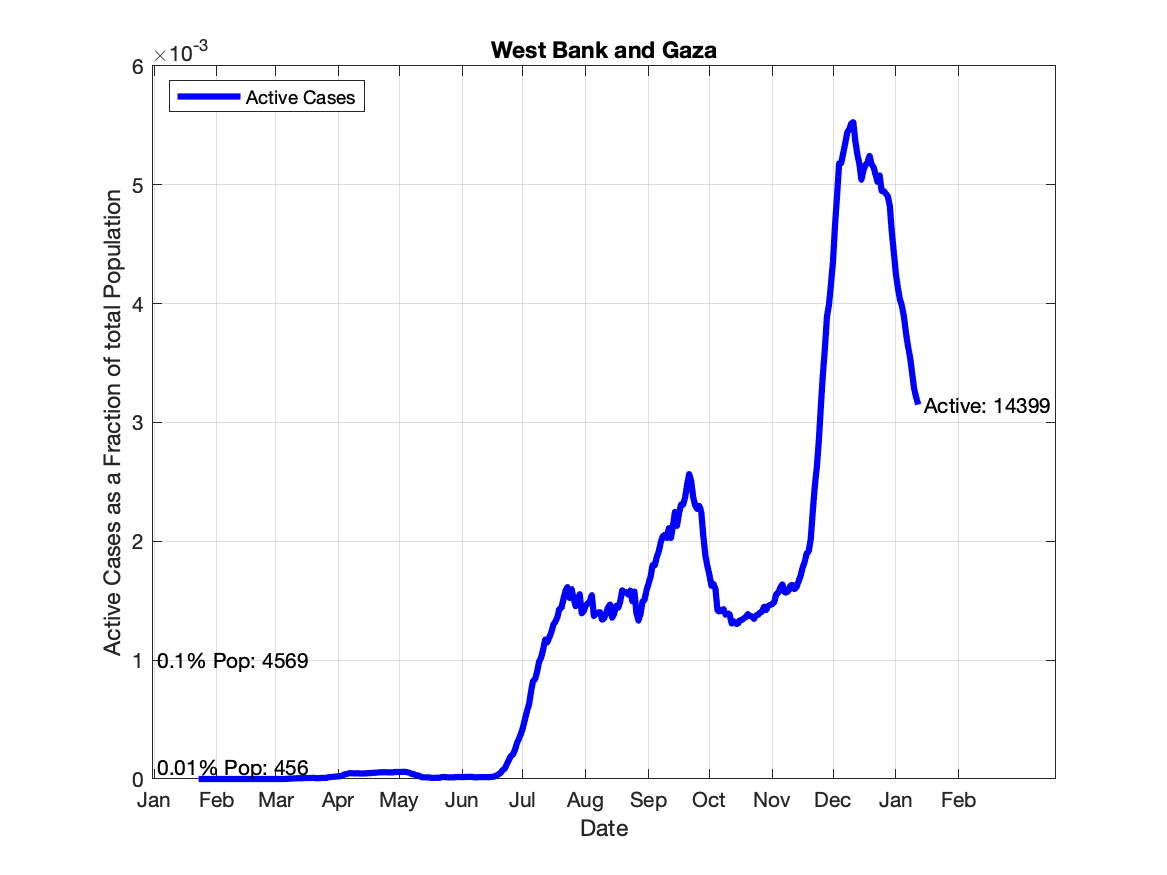 West Bank and Gaza
×10-3
Active Cases
6
5
4
3
2
1
0
Active Cases as a Fraction of total Population
Active: 14399
0.1% Pop: 4569
0.01% Pop: 456
Jan Feb Mar Apr May Jun Jul Aug Sep Oct Nov Dec Jan Feb
Date